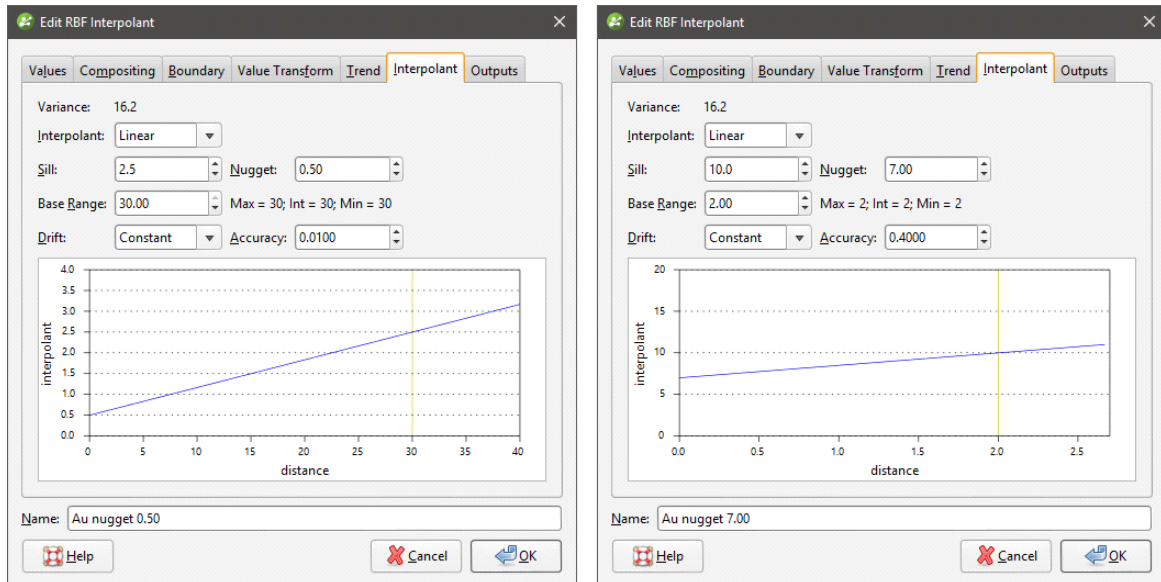 Edit RBF Interpolant
Values Compositing Boundary Value Transform Trend Interpolant Outputs
Variance: 16.2
Interpolant: Linear
Sill: 2.5 Nugget: 0.50
Base Range: 30.00 Max = 30; Int = 30; Min = 30
Drift: Constant Accuracy: 0.0100
4.0
3.5
3.0
2.5
2.0
1.5
1.0
0.5
0.0
interpolant
0 5 10 15 20 25 30 35 40
distance
Name: Au nugget 0.50
Help Cancel OK
Edit RBF Interpolant
Values Compositing Boundary Value Transform Trend Interpolant Outputs
Variance: 16.2
Interpolant: Linear
Sill: 10.0 Nugget: 7.00
Base Range: 2.00 Max = 2; Int = 2; Min = 2
Drift: Constant Accuracy: 0.4000
20
15
10
5
0
interpolant
0.0 0.5 1.0 1.5 2.0 2.5
distance
Name: Au nugget 7.00
Help Cancel OK